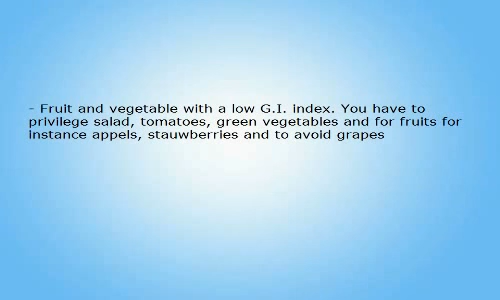 - Fruit and vegetable with a low G.I. index. You have to
privilege salad, tomatoes, green vegetables and for fruits for
instance appels, stauwberries and to avoid grapes